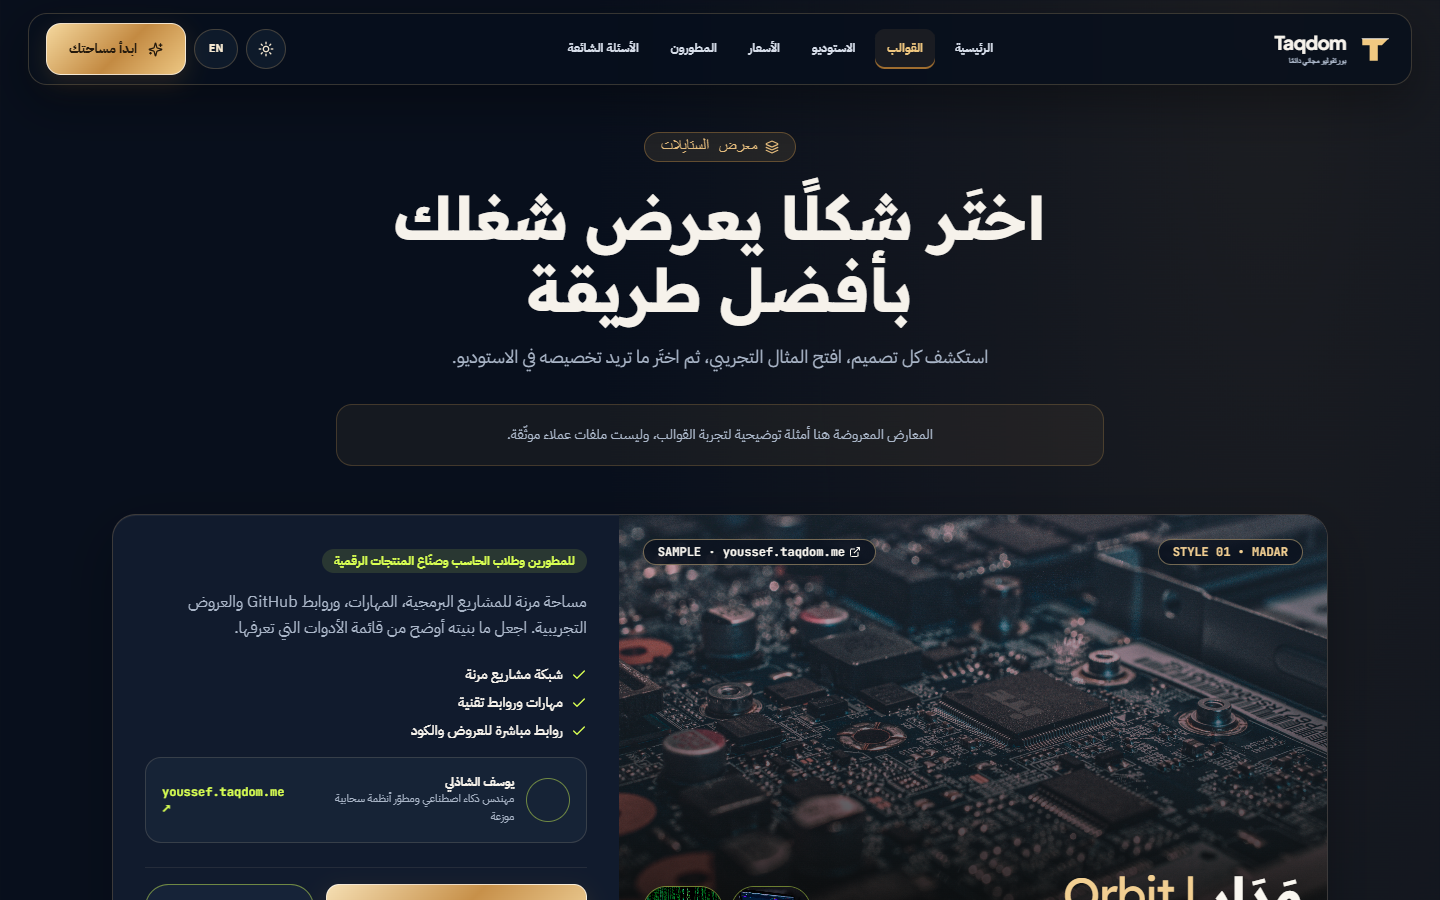 Taqdom
بورتفوليو مجاني دائمًا
الرئيسية
القوالب
الاستوديو
الأسعار
المطورون
الأسئلة الشائعة
EN
ابدأ مساحتك
معرض الستايلات
اختَر شكلًا يعرض شغلك
بأفضل طريقة
استكشف كل تصميم، افتح المثال التجريبي، ثم اختَر ما تريد تخصيصه في الاستوديو.
المعارض المعروضة هنا أمثلة توضيحية لتجربة القوالب، وليست ملفات عملاء موثّقة.
STYLE 01 • MADAR
SAMPLE · youssef.taqdom.me
مَدَار | Orbit
للمطورين وطلاب الحاسب وصنّاع المنتجات الرقمية
مساحة مرنة للمشاريع البرمجية، المهارات، وروابط GitHub والعروض
التجريبية. اجعل ما بنيته أوضح من قائمة الأدوات التي تعرفها.
شبكة مشاريع مرنة
مهارات وروابط تقنية
روابط مباشرة للعروض والكود
يوسف الشاذلي
مهندس ذكاء اصطناعي ومطوّر أنظمة سحابية
موزعة
youssef.taqdom.me
↗